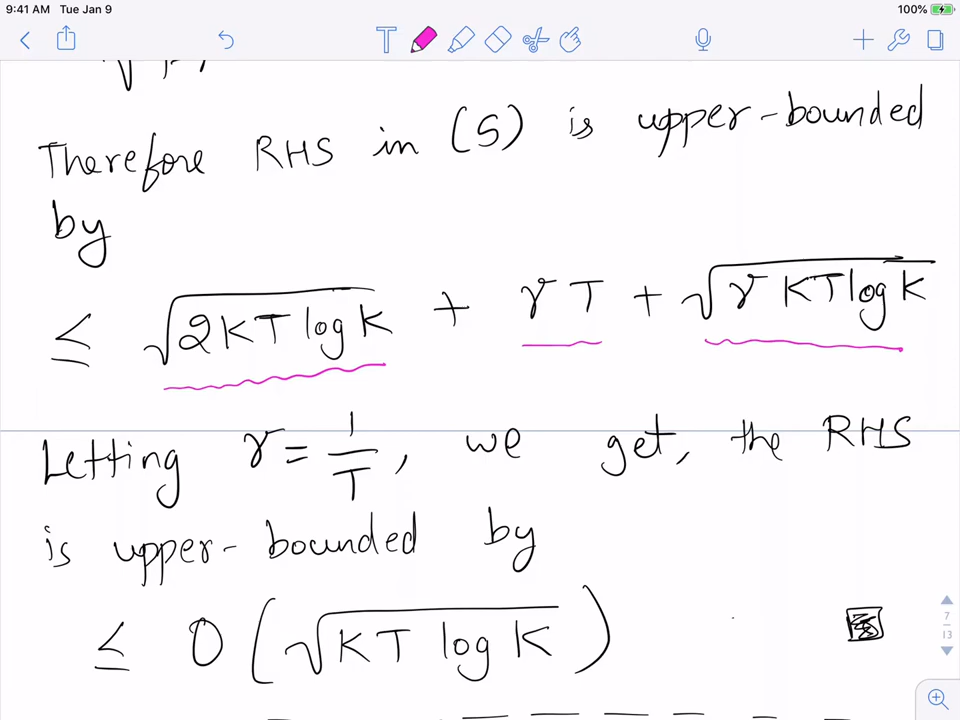 9:41 AM Tue Jan 9 100%
T
Therefore RHS in (5) is upper-bounded
by
≤ √(2KT log K) + γT + √(γ KT log K)
Letting γ = 1/T, we get, the RHS
is upper-bounded by
≤ O(√(KT log K))
7
13